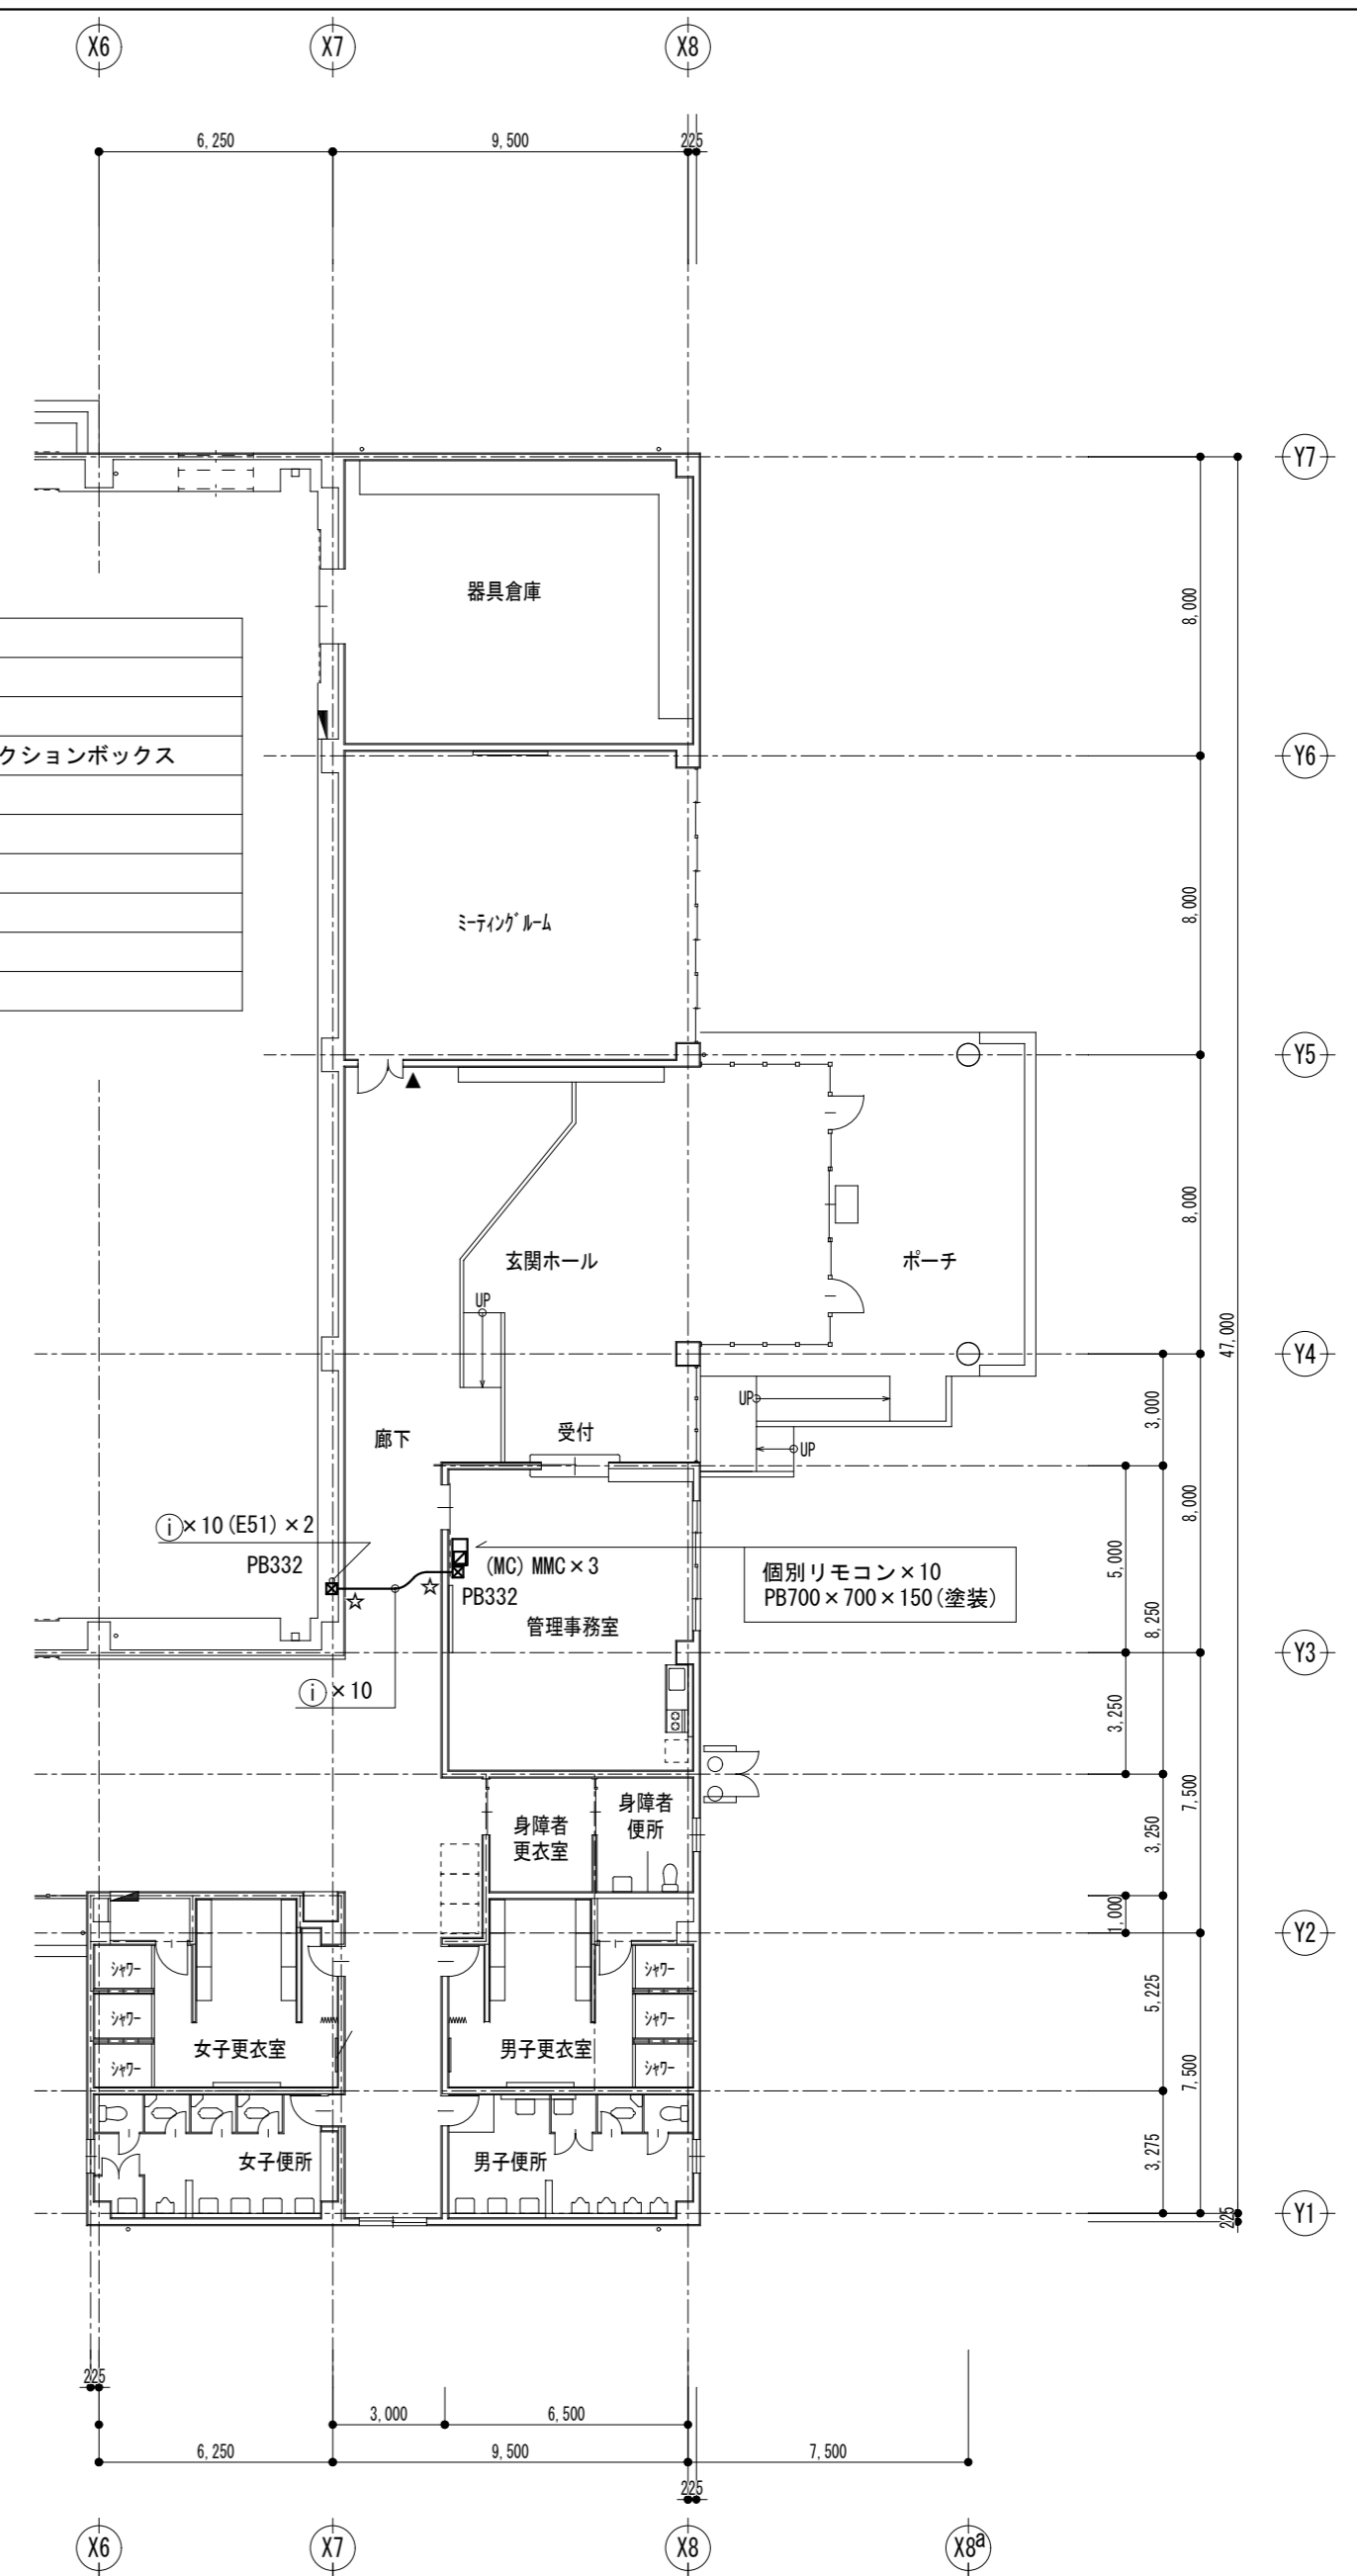 X6 X7 X8
6,250 9,500 225
Y7
器具倉庫
8,000
クションボックス
Y6
ミーティングルーム
8,000
Y5
8,000
玄関ホール
ポーチ
UP
47,000
Y4
UP
3,000
廊下
受付
UP
8,000
ⓘ×10(E51)×2
PB332
(MC) MMC×3
PB332
個別リモコン×10
PB700×700×150(塗装)
5,000
8,250
管理事務室
Y3
ⓘ×10
3,250
7,500
身障者
更衣室
身障者
便所
3,250
1,000
Y2
シャワー
シャワー
シャワー
女子更衣室
男子更衣室
シャワー
シャワー
シャワー
5,225
7,500
女子便所
男子便所
3,275
Y1
225
225
3,000 6,500
6,250 9,500 7,500
225
X6 X7 X8 X8a